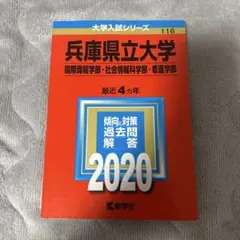 大学入試シリーズ
116
兵庫県立大学
国際商経学部・社会情報科学部・看護学部
最近4カ年
傾向と対策
過去問
解答
2020
教学社